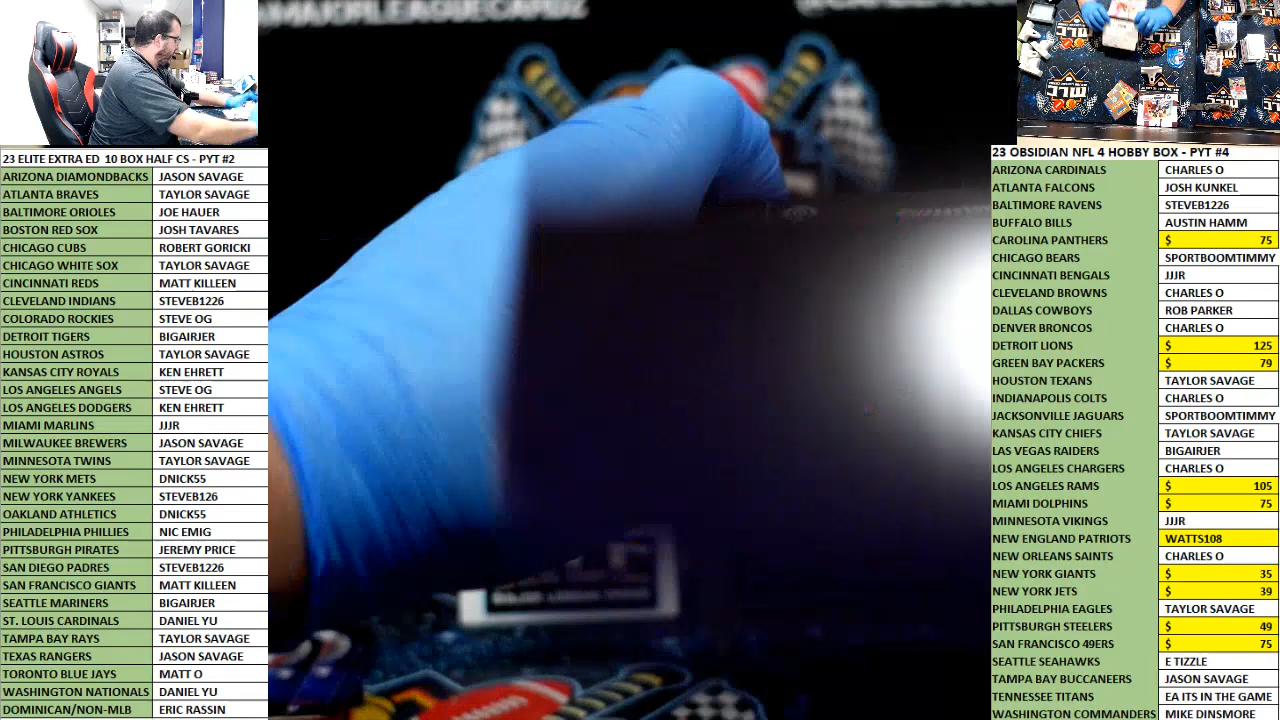 23 ELITE EXTRA ED 10 BOX HALF CS - PYT #2
ARIZONA DIAMONDBACKS JASON SAVAGE
ATLANTA BRAVES TAYLOR SAVAGE
BALTIMORE ORIOLES JOE HAUER
BOSTON RED SOX JOSH TAVARES
CHICAGO CUBS ROBERT GORICKI
CHICAGO WHITE SOX TAYLOR SAVAGE
CINCINNATI REDS MATT KILLEEN
CLEVELAND INDIANS STEVEB1226
COLORADO ROCKIES STEVE OG
DETROIT TIGERS BIGAIRJER
HOUSTON ASTROS TAYLOR SAVAGE
KANSAS CITY ROYALS KEN EHRETT
LOS ANGELES ANGELS STEVE OG
LOS ANGELES DODGERS KEN EHRETT
MIAMI MARLINS JJJR
MILWAUKEE BREWERS JASON SAVAGE
MINNESOTA TWINS TAYLOR SAVAGE
NEW YORK METS DNICK55
NEW YORK YANKEES STEVEB126
OAKLAND ATHLETICS DNICK55
PHILADELPHIA PHILLIES NIC EMIG
PITTSBURGH PIRATES JEREMY PRICE
SAN DIEGO PADRES STEVEB1226
SAN FRANCISCO GIANTS MATT KILLEEN
SEATTLE MARINERS BIGAIRJER
ST. LOUIS CARDINALS DANIEL YU
TAMPA BAY RAYS TAYLOR SAVAGE
TEXAS RANGERS JASON SAVAGE
TORONTO BLUE JAYS MATT O
WASHINGTON NATIONALS DANIEL YU
DOMINICAN/NON-MLB ERIC RASSIN
23 OBSIDIAN NFL 4 HOBBY BOX - PYT #4
ARIZONA CARDINALS CHARLES O
ATLANTA FALCONS JOSH KUNKEL
BALTIMORE RAVENS STEVEB1226
BUFFALO BILLS AUSTIN HAMM
CAROLINA PANTHERS $ 75
CHICAGO BEARS SPORTBOOMTIMMY
CINCINNATI BENGALS JJJR
CLEVELAND BROWNS CHARLES O
DALLAS COWBOYS ROB PARKER
DENVER BRONCOS CHARLES O
DETROIT LIONS $ 125
GREEN BAY PACKERS $ 79
HOUSTON TEXANS TAYLOR SAVAGE
INDIANAPOLIS COLTS CHARLES O
JACKSONVILLE JAGUARS SPORTBOOMTIMMY
KANSAS CITY CHIEFS TAYLOR SAVAGE
LAS VEGAS RAIDERS BIGAIRJER
LOS ANGELES CHARGERS CHARLES O
LOS ANGELES RAMS $ 105
MIAMI DOLPHINS $ 75
MINNESOTA VIKINGS JJJR
NEW ENGLAND PATRIOTS WATTS108
NEW ORLEANS SAINTS CHARLES O
NEW YORK GIANTS $ 35
NEW YORK JETS $ 39
PHILADELPHIA EAGLES TAYLOR SAVAGE
PITTSBURGH STEELERS $ 49
SAN FRANCISCO 49ERS $ 75
SEATTLE SEAHAWKS E TIZZLE
TAMPA BAY BUCCANEERS JASON SAVAGE
TENNESSEE TITANS EA ITS IN THE GAME
WASHINGTON COMMANDERS MIKE DINSMORE